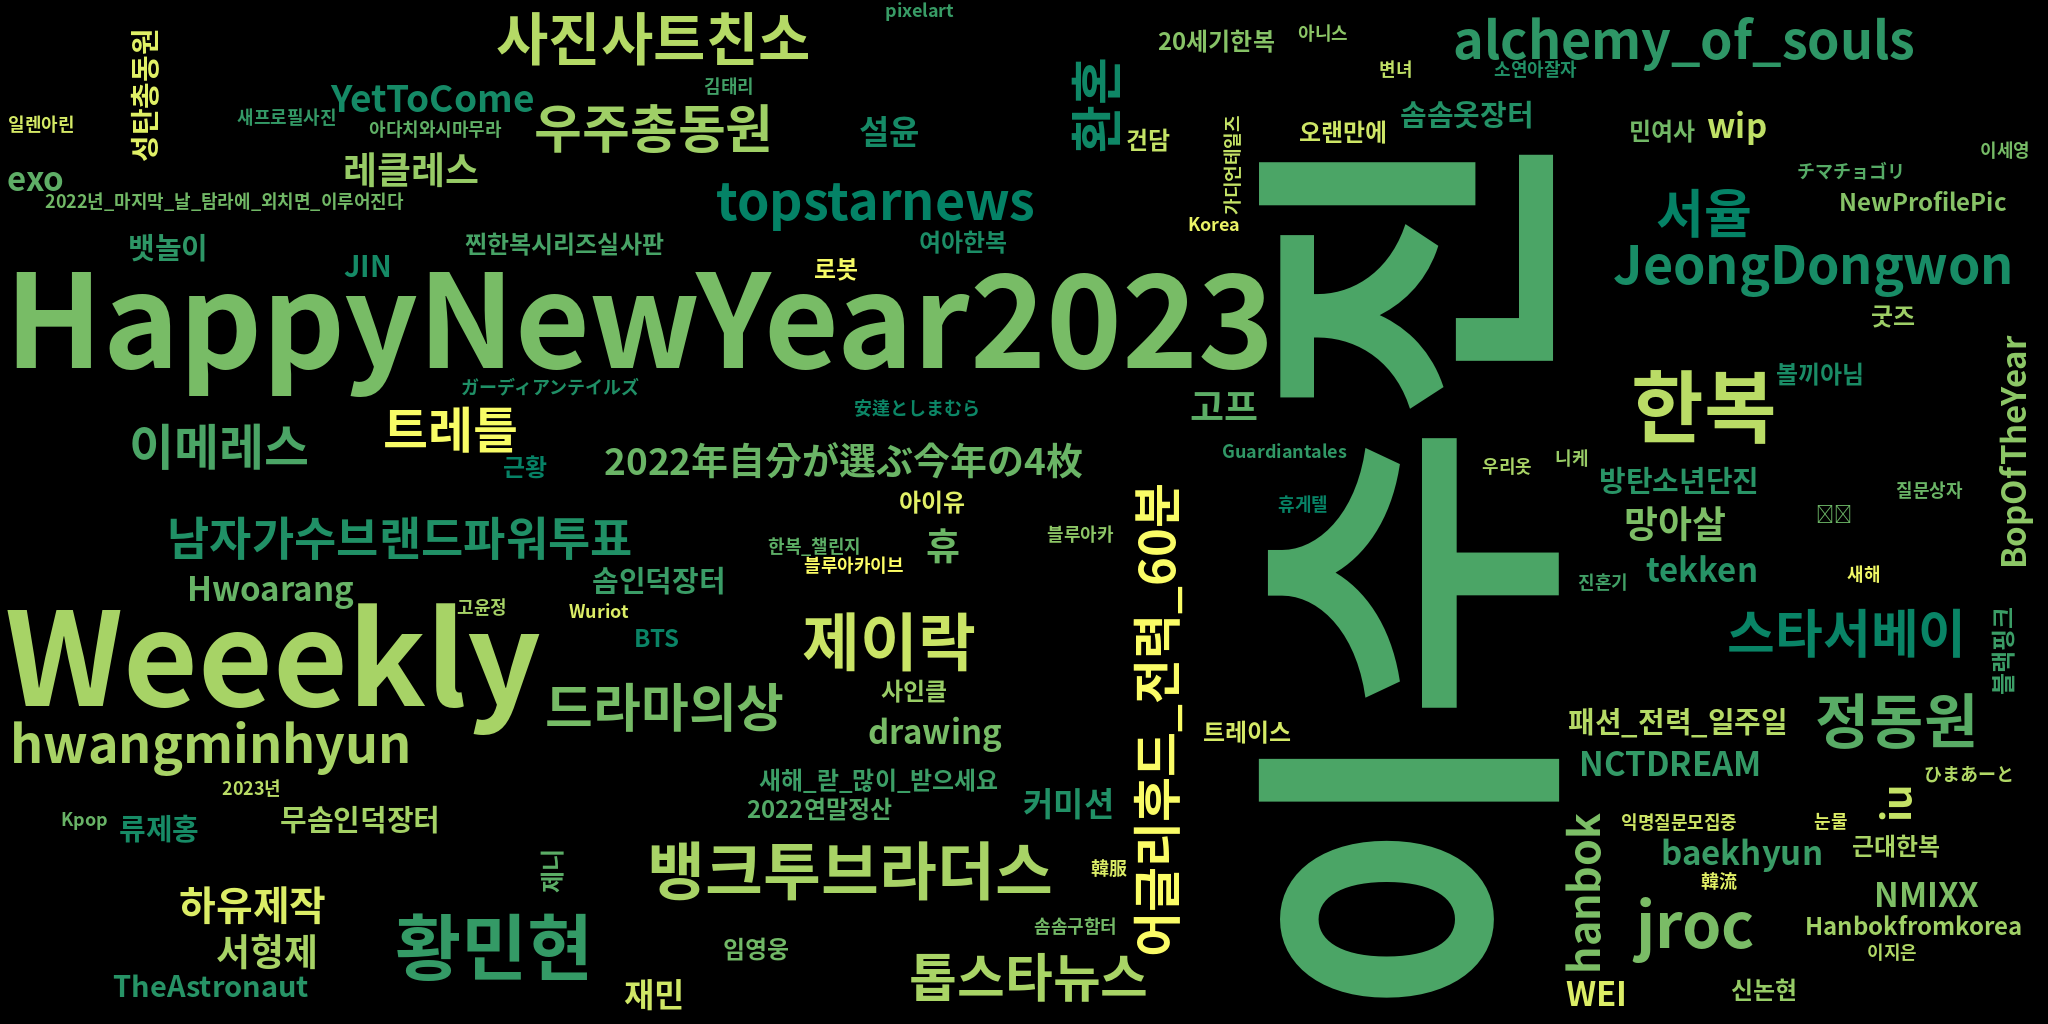 pixelart
사진사트친소
alchemy_of_souls
20세기한복
아니스
변녀
소연아잘자
성탄총동원
김태리
YetToCome
새프로필사진
아다치와시마무라
우주총동원
설윤
환혼
건담
가디언테일즈
오랜만에
솜솜옷장터
민여사
wip
일렌아린
이세영
exo
레클레스
チマチョゴリ
2022년_마지막_날_탐라에_외치면_이루어진다
topstarnews
서율
NewProfilePic
Korea
뱃놀이
찐한복시리즈실사판
여아한복
JIN
로봇
JeongDongwon
HappyNewYear2023
이수진
굿즈
ガーディアンテイルズ
安達としまむら
고프
한복
볼끼아님
BopOfTheYear
이메레스
트레틀
근황
2022年自分が選ぶ今年の4枚
Guardiantales
우리옷
니케
방탄소년단진
질문상자
아이유
휴게텔
망아살
남자가수브랜드파워투표
한복_챌린지
휴
블루아카
블루아카이브
어글리후드_전력_60분
Hwoarang
솜인덕장터
진혼기
tekken
새해
고윤정
Wuriot
BTS
Weeekly
제이락
스타서베이
블랙핑크
드라마의상
사인클
hwangminhyun
drawing
트레이스
패션_전력_일주일
정동원
NCTDREAM
ひまあーと
2023년
새해_랃_많이_받으세요
2022연말정산
커미션
iu
Kpop
류제홍
무솜인덕장터
hanbok
익명질문모집중
눈물
baekhyun
근대한복
제니
뱅크투브라더스
韓服
韓流
하유제작
NMIXX
서형제
황민현
임영웅
솜솜구함터
jroc
Hanbokfromkorea
이지은
TheAstronaut
재민
톱스타뉴스
WEI
신논현